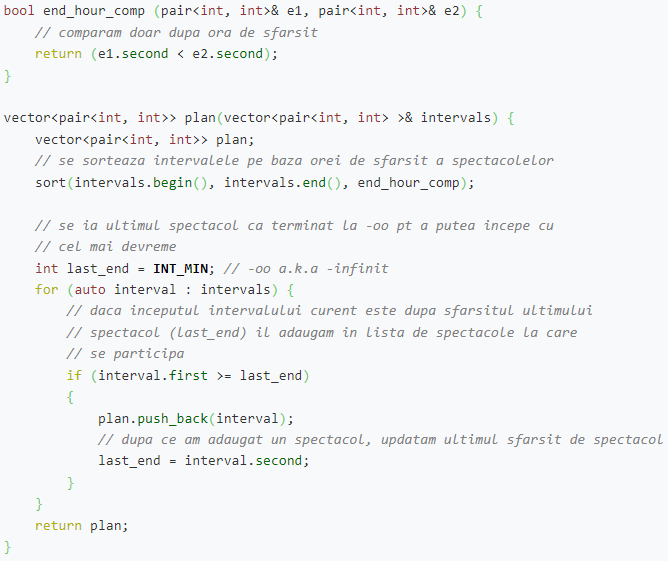 bool end_hour_comp (pair<int, int>& e1, pair<int, int>& e2) {
    // comparam doar dupa ora de sfarsit
    return (e1.second < e2.second);
}

vector<pair<int, int>> plan(vector<pair<int, int> >& intervals) {
    vector<pair<int, int>> plan;
    // se sorteaza intervalele pe baza orei de sfarsit a spectacolelor
    sort(intervals.begin(), intervals.end(), end_hour_comp);

    // se ia ultimul spectacol ca terminat la -oo pt a putea incepe cu
    // cel mai devreme
    int last_end = INT_MIN; // -oo a.k.a -infinit
    for (auto interval : intervals) {
        // daca inceputul intervalului curent este dupa sfarsitul ultimului
        // spectacol (last_end) il adaugam in lista de spectacole la care
        // se participa
        if (interval.first >= last_end)
        {
            plan.push_back(interval);
            // dupa ce am adaugat un spectacol, updatam ultimul sfarsit de spectacol
            last_end = interval.second;
        }
    }
    return plan;
}